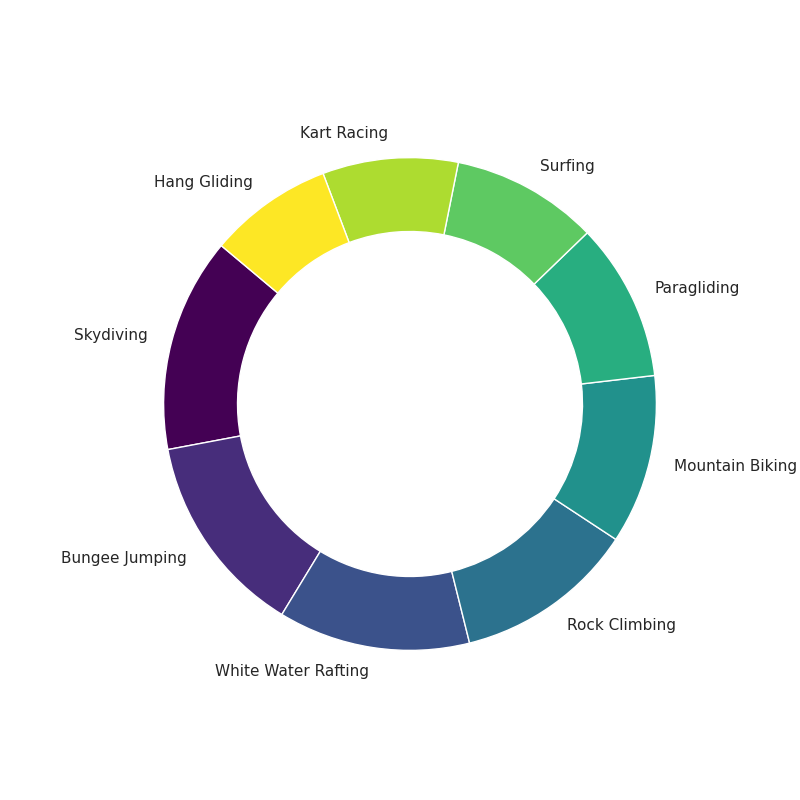 Kart Racing
Surfing
Hang Gliding
Paragliding
Skydiving
Mountain Biking
Bungee Jumping
Rock Climbing
White Water Rafting